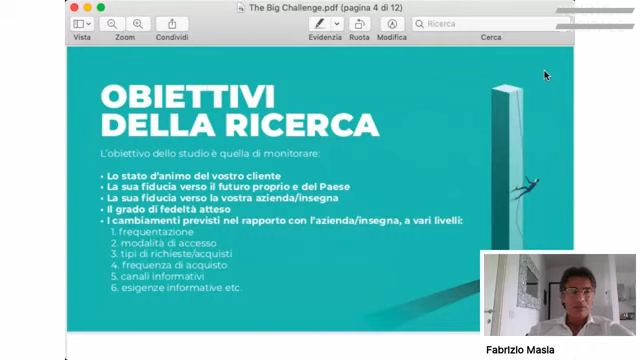 The Big Challenge.pdf (pagina 4 di 12)
Vista
Zoom
Condividi
Evidenzia
Ruota
Modifica
Ricerca
Cerca
OBIETTIVI
DELLA RICERCA
L'obiettivo dello studio è quella di monitorare:
• Lo stato d'animo del vostro cliente
• La sua fiducia verso il futuro proprio e del Paese
• La sua fiducia verso la vostra azienda/insegna
• Il grado di fedeltà atteso
• I cambiamenti previsti nel rapporto con l'azienda/insegna, a vari livelli:
1. frequentazione
2. modalità di accesso
3. tipi di richieste/acquisti
4. frequenza di acquisto
5. canali informativi
6. esigenze informative etc.
Fabrizio Masia